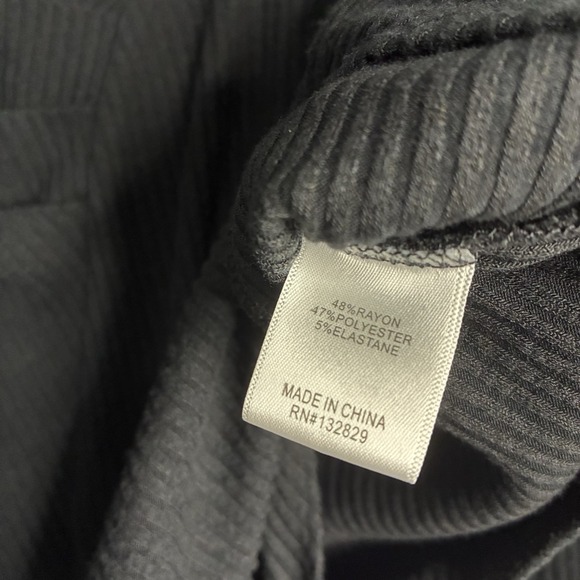 48%RAYON
47%POLYESTER
5%ELASTANE
MADE IN CHINA
RN#132829